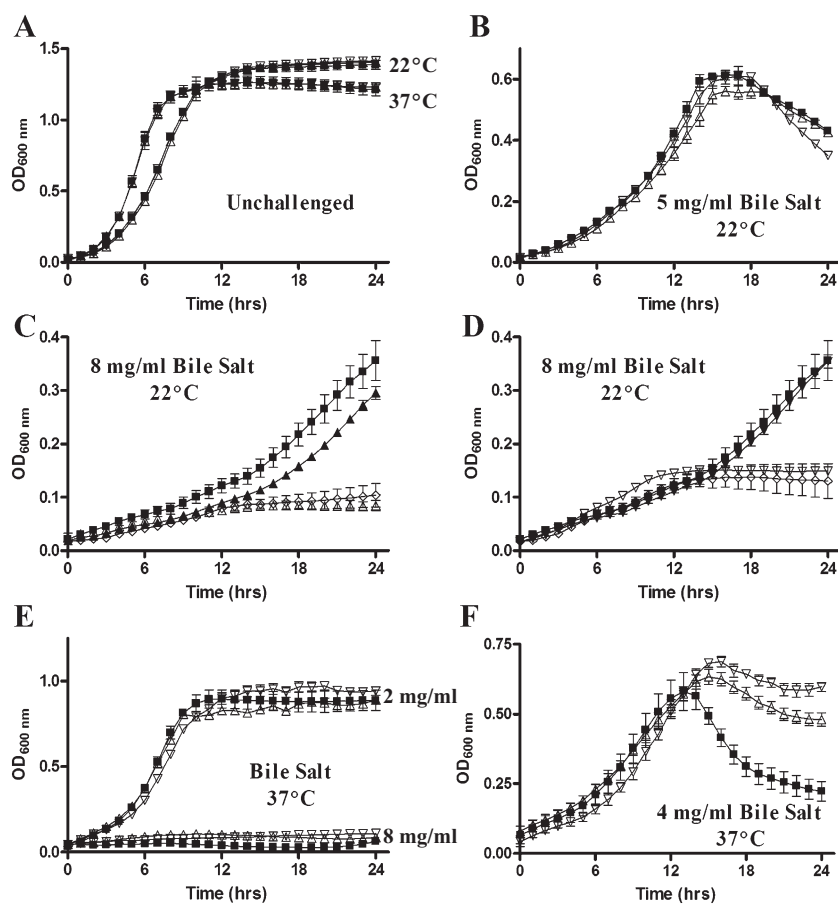 A
1.5
1.0
0.5
0.0
OD600 nm
22°C
37°C
Unchallenged
0 6 12 18 24
Time (hrs)
B
0.6
0.4
0.2
0.0
OD600 nm
5 mg/ml Bile Salt
22°C
0 6 12 18 24
Time (hrs)
C
0.4
0.3
0.2
0.1
0.0
OD600 nm
8 mg/ml Bile Salt
22°C
0 6 12 18 24
Time (hrs)
D
0.4
0.3
0.2
0.1
0.0
OD600 nm
8 mg/ml Bile Salt
22°C
0 6 12 18 24
Time (hrs)
E
1.0
0.5
0.0
OD600 nm
2 mg/ml
Bile Salt
37°C
8 mg/ml
0 6 12 18 24
Time (hrs)
F
0.75
0.50
0.25
0.00
OD600 nm
4 mg/ml Bile Salt
37°C
0 6 12 18 24
Time (hrs)